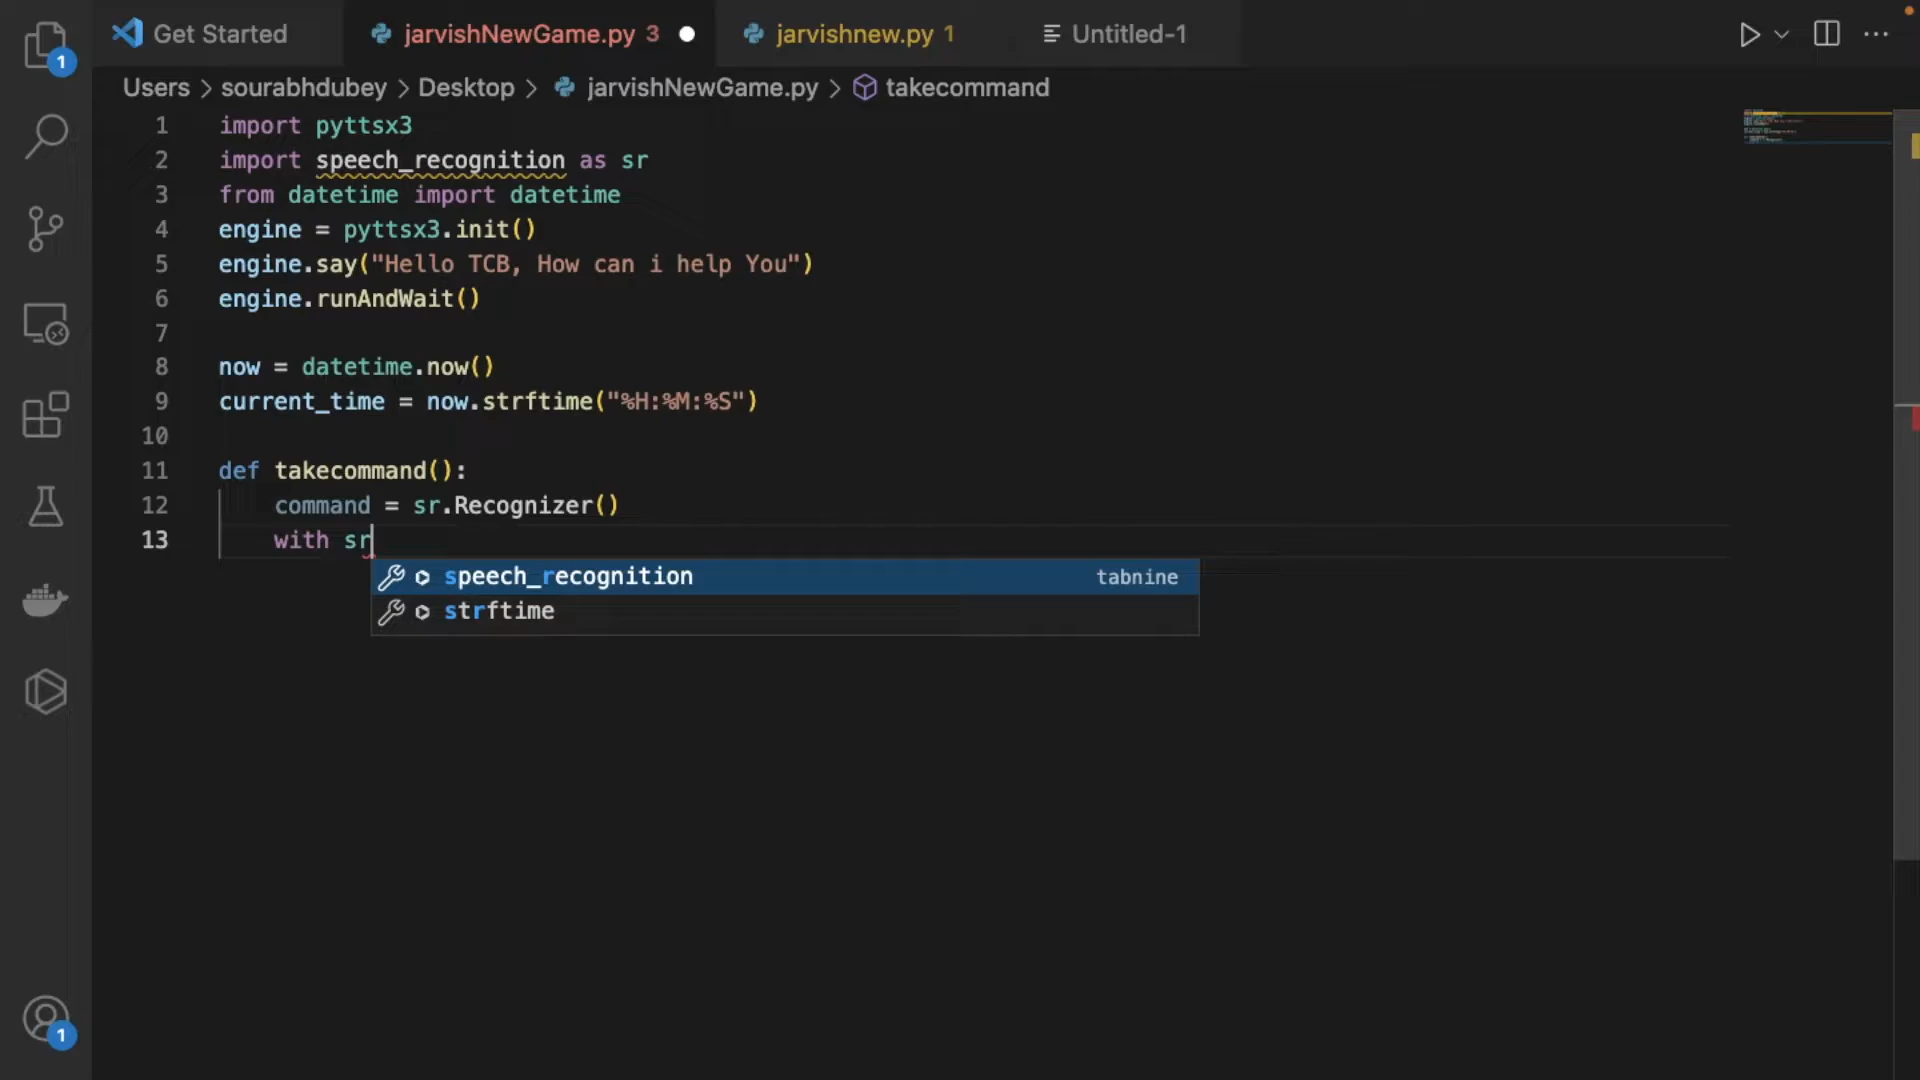 Get Started jarvishNewGame.py 3 jarvishnew.py 1 Untitled-1
1
Users > sourabhdubey > Desktop > jarvishNewGame.py > takecommand
1 import pyttsx3
2 import speech_recognition as sr
3 from datetime import datetime
4 engine = pyttsx3.init()
5 engine.say("Hello TCB, How can i help You")
6 engine.runAndWait()
7
8 now = datetime.now()
9 current_time = now.strftime("%H:%M:%S")
10
11 def takecommand():
12 command = sr.Recognizer()
13 with sr
speech_recognition tabnine
strftime
1